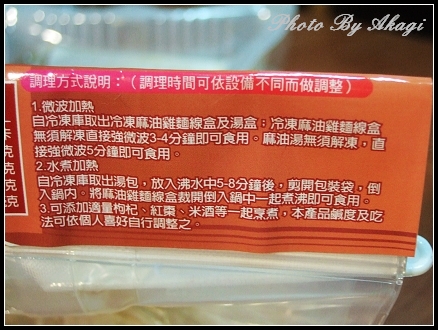 Photo By Akagi
調理方式說明：（調理時間可依設備不同而做調整）
1.微波加熱
自冷凍庫取出冷凍麻油雞麵線盒及湯盒：冷凍麻油雞麵線盒
無須解凍直接強微波3-4分鐘即可食用。麻油湯無須解凍，直
接強微波5分鐘即可食用。
2.水煮加熱
自冷凍庫取出湯包，放入沸水中5-8分鐘後，剪開包裝袋，倒
入鍋內。將麻油雞麵線盒裁開倒入鍋中一起煮沸即可食用。
3.可添加適量枸杞、紅棗、米酒等一起烹煮，本產品鹹度及吃
法可依個人喜好自行調整之。
卡
克
克
克
克